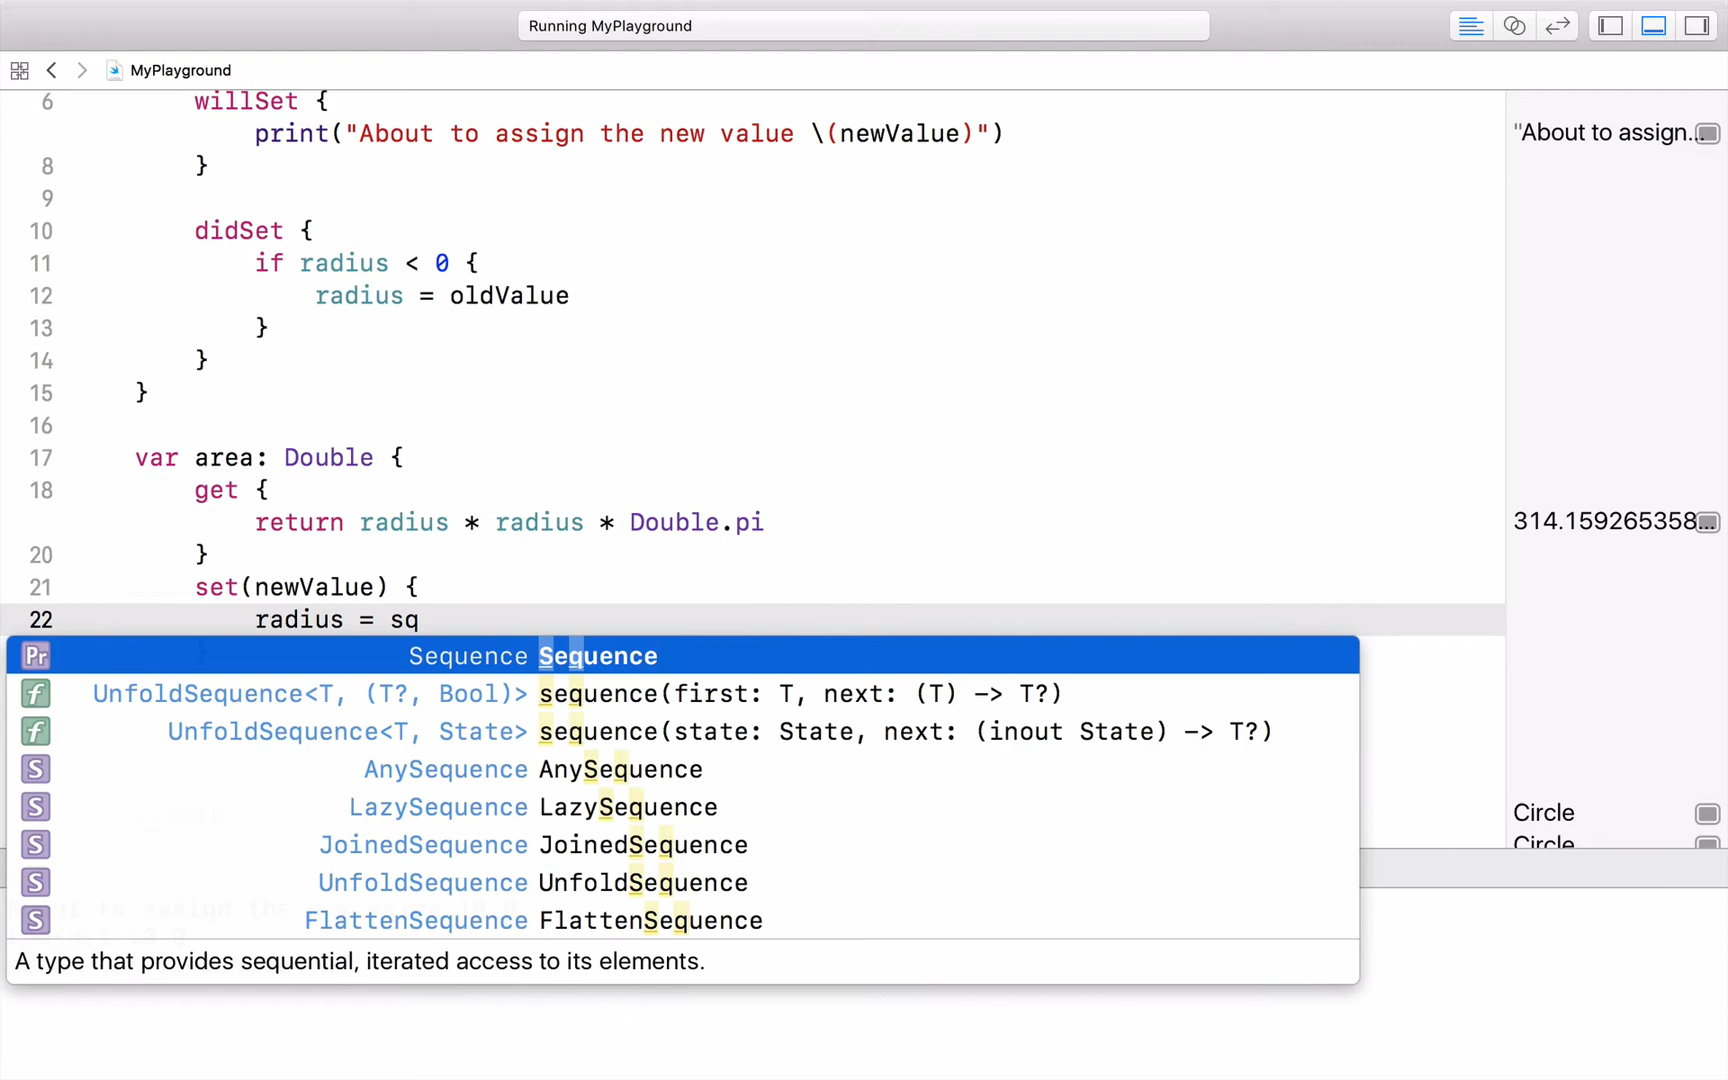 Running MyPlayground
MyPlayground
6 willSet {
print("About to assign the new value \(newValue)") "About to assign...
8 }
9
10 didSet {
11 if radius < 0 {
12 radius = oldValue
13 }
14 }
15 }
16
17 var area: Double {
18 get {
return radius * radius * Double.pi 314.159265358...
20 }
21 set(newValue) {
22 radius = sq
Pr Sequence Sequence
f UnfoldSequence<T, (T?, Bool)> sequence(first: T, next: (T) -> T?)
f UnfoldSequence<T, State> sequence(state: State, next: (inout State) -> T?)
S AnySequence AnySequence
S LazySequence LazySequence
Circle
S JoinedSequence JoinedSequence
Circle
S UnfoldSequence UnfoldSequence
S FlattenSequence FlattenSequence
A type that provides sequential, iterated access to its elements.